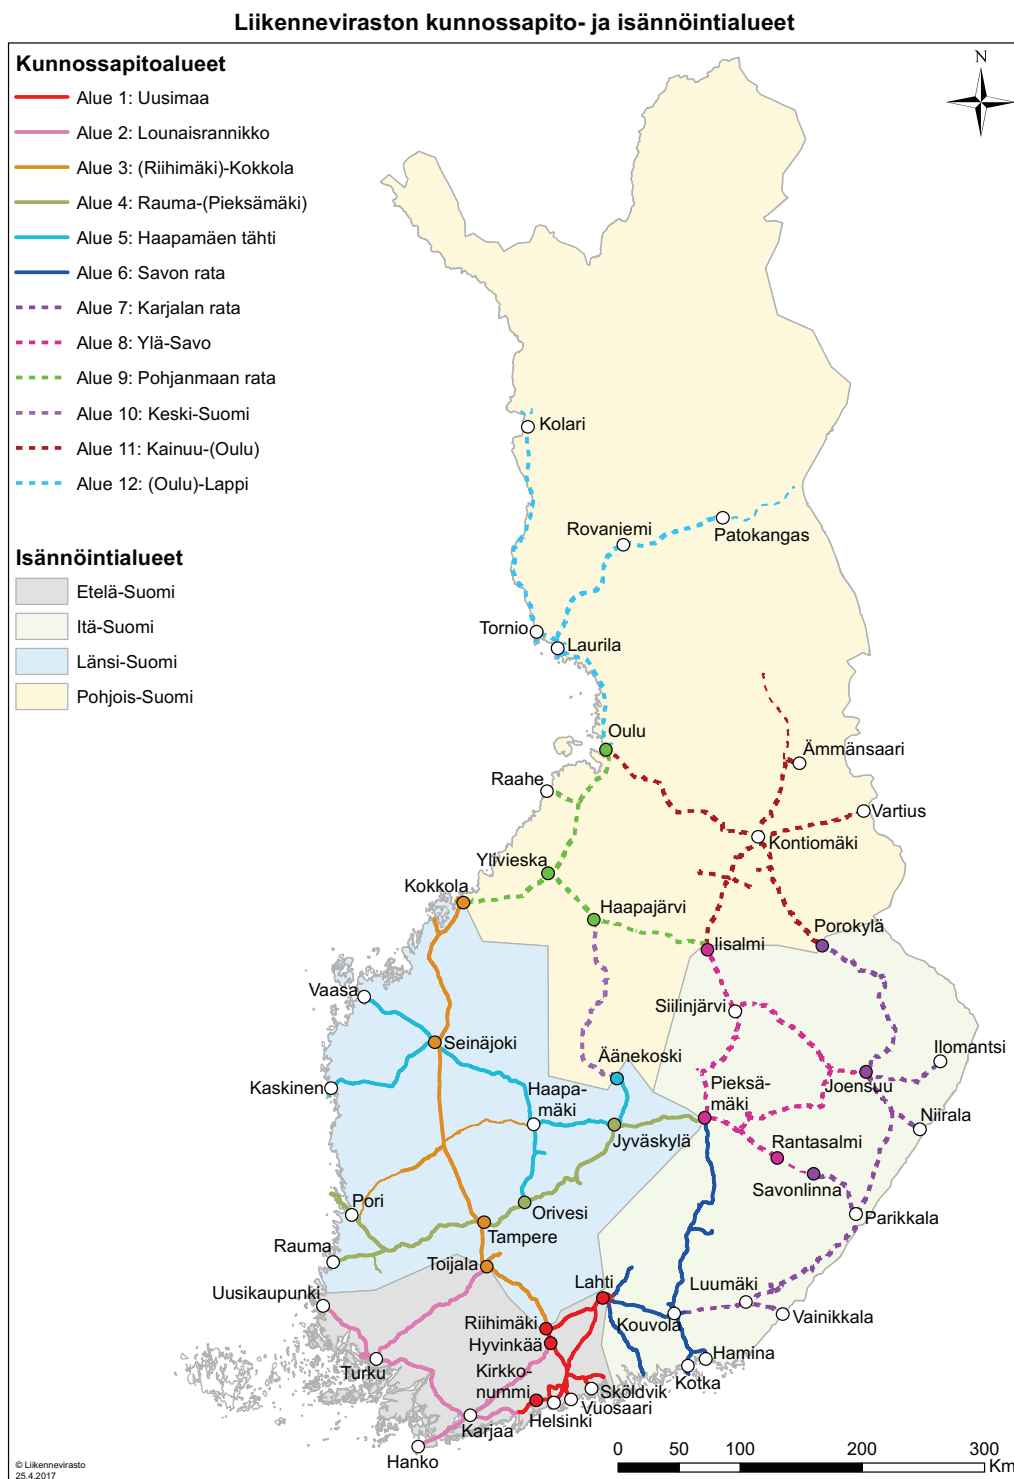 Liikenneviraston kunnossapito- ja isännöintialueet
N
Kunnossapitoalueet
Alue 1: Uusimaa
Alue 2: Lounaisrannikko
Alue 3: (Riihimäki)-Kokkola
Alue 4: Rauma-(Pieksämäki)
Alue 5: Haapamäen tähti
Alue 6: Savon rata
Alue 7: Karjalan rata
Alue 8: Ylä-Savo
Alue 9: Pohjanmaan rata
Alue 10: Keski-Suomi
Alue 11: Kainuu-(Oulu)
Alue 12: (Oulu)-Lappi
Isännöintialueet
Etelä-Suomi
Itä-Suomi
Länsi-Suomi
Pohjois-Suomi
Kolari
Rovaniemi
Patokangas
Tornio
Laurila
Oulu
Ämmänsaari
Raahe
Vartius
Kontiomäki
Ylivieska
Kokkola
Haapajärvi
Porokylä
Iisalmi
Vaasa
Siilinjärvi
Seinäjoki
Ilomantsi
Äänekoski
Kaskinen
Haapa-
mäki
Pieksä-
mäki
Joensuu
Niirala
Jyväskylä
Rantasalmi
Savonlinna
Pori
Orivesi
Parikkala
Tampere
Rauma
Toijala
Uusikaupunki
Lahti
Luumäki
Riihimäki
Kouvola
Vainikkala
Hyvinkää
Turku
Kirkko-
nummi
Hamina
Kotka
Sköldvik
Vuosaari
Helsinki
Karjaa
Hanko
0 50 100 200 300
Km
© Liikennevirasto
25.4.2017